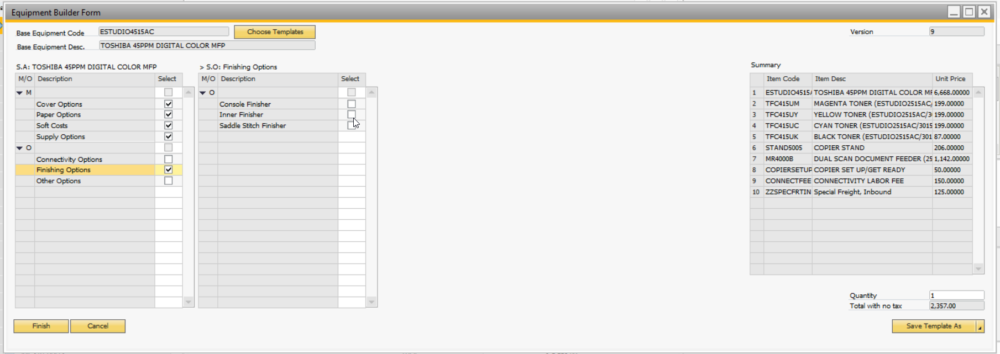 Equipment Builder Form
Base Equipment Code ESTUDIO4515AC Choose Templates Version 9
Base Equipment Desc. TOSHIBA 45PPM DIGITAL COLOR MFP
S.A: TOSHIBA 45PPM DIGITAL COLOR MFP
M/O Description Select
M
Cover Options
Paper Options
Soft Costs
Supply Options
O
Connectivity Options
Finishing Options
Other Options
> S.O: Finishing Options
M/O Description Select
O
Console Finisher
Inner Finisher
Saddle Stitch Finisher
Summary
Item Code Item Desc Unit Price
1 ESTUDIO4515 TOSHIBA 45PPM DIGITAL COLOR MF 6,668.00000
2 TFC415UM MAGENTA TONER (ESTUDIO2515AC/ 199.00000
3 TFC415UY YELLOW TONER (ESTUDIO2515AC/3 199.00000
4 TFC415UC CYAN TONER (ESTUDIO2515AC/3015 199.00000
5 TFC415UK BLACK TONER (ESTUDIO2515AC/301 87.00000
6 STAND5005 COPIER STAND 206.00000
7 MR4000B DUAL SCAN DOCUMENT FEEDER (25 1,142.00000
8 COPIERSETUP COPIER SET UP/GET READY 50.00000
9 CONNECTFEE CONNECTIVITY LABOR FEE 150.00000
10 ZZSPECFRTIN Special Freight, Inbound 125.00000
Quantity 1
Total with no tax 2,357.00
Finish Cancel Save Template As